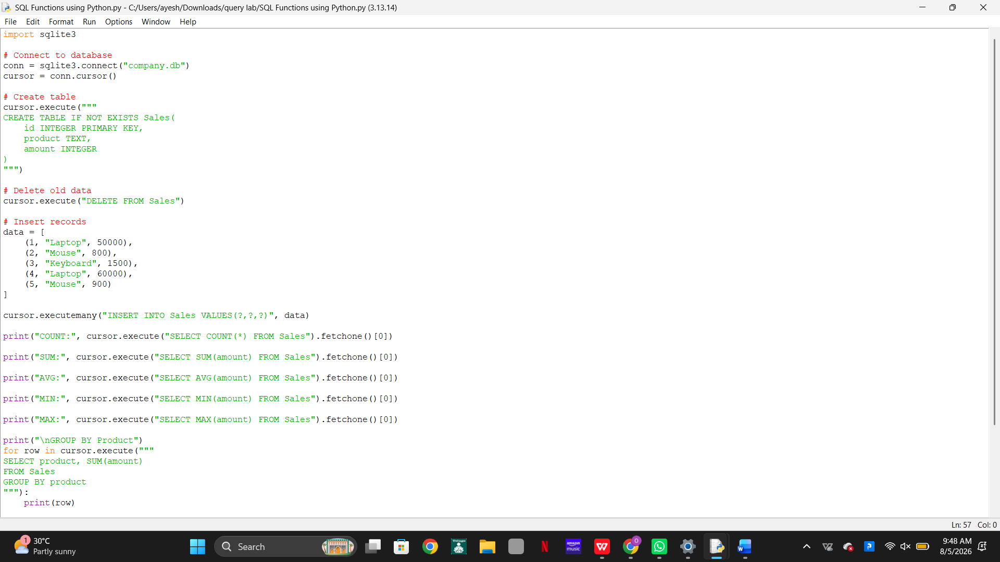 SQL Functions using Python.py - C:/Users/ayesh/Downloads/query lab/SQL Functions using Python.py (3.13.14)
File Edit Format Run Options Window Help
import sqlite3
# Connect to database
conn = sqlite3.connect("company.db")
cursor = conn.cursor()
# Create table
cursor.execute("""
CREATE TABLE IF NOT EXISTS Sales(
    id INTEGER PRIMARY KEY,
    product TEXT,
    amount INTEGER
)
""")
# Delete old data
cursor.execute("DELETE FROM Sales")
# Insert records
data = [
    (1, "Laptop", 50000),
    (2, "Mouse", 800),
    (3, "Keyboard", 1500),
    (4, "Laptop", 60000),
    (5, "Mouse", 900)
]
cursor.executemany("INSERT INTO Sales VALUES(?,?,?)", data)
print("COUNT:", cursor.execute("SELECT COUNT(*) FROM Sales").fetchone()[0])
print("SUM:", cursor.execute("SELECT SUM(amount) FROM Sales").fetchone()[0])
print("AVG:", cursor.execute("SELECT AVG(amount) FROM Sales").fetchone()[0])
print("MIN:", cursor.execute("SELECT MIN(amount) FROM Sales").fetchone()[0])
print("MAX:", cursor.execute("SELECT MAX(amount) FROM Sales").fetchone()[0])
print("\nGROUP BY Product")
for row in cursor.execute("""
SELECT product, SUM(amount)
FROM Sales
GROUP BY product
"""):
    print(row)
Ln: 57 Col: 0
1
30°C
Partly sunny
Search
Telugu
N
amazon music
W
0
W
P
9:48 AM
8/5/2026